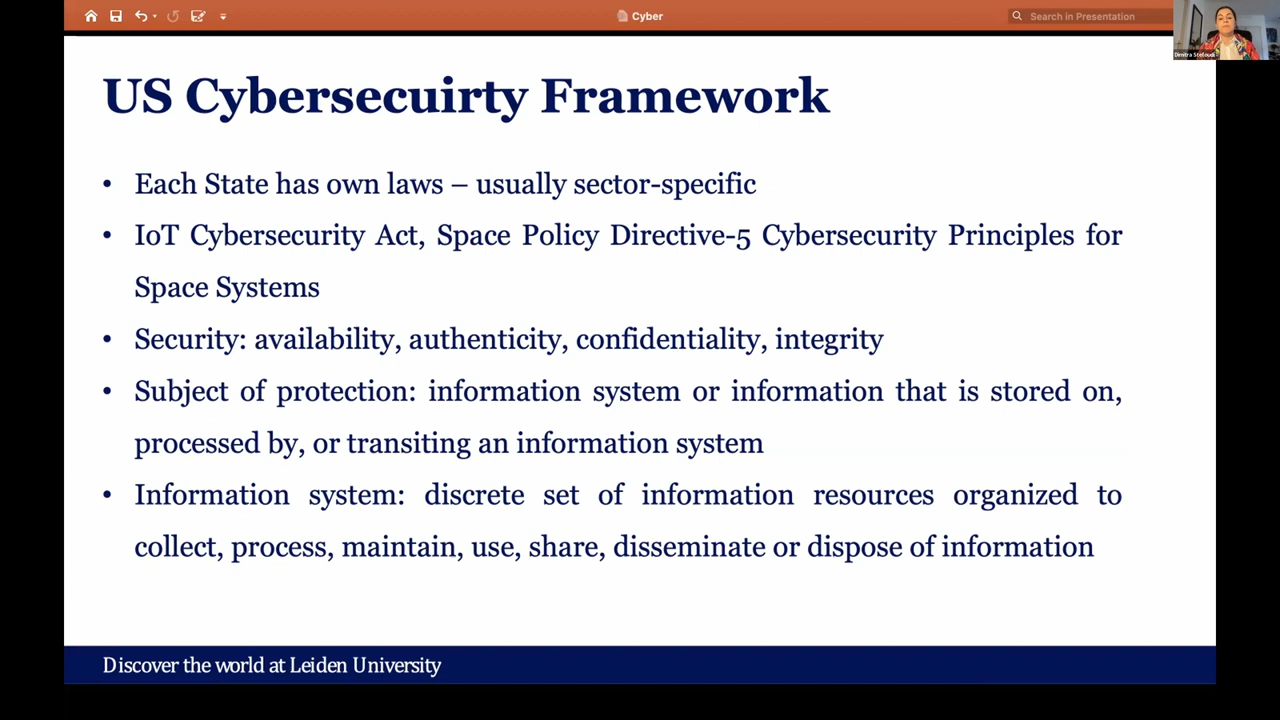 Cyber
Search in Presentation
Dimitra Stefoudi
US Cybersecuirty Framework
• Each State has own laws – usually sector-specific
• IoT Cybersecurity Act, Space Policy Directive-5 Cybersecurity Principles for
Space Systems
• Security: availability, authenticity, confidentiality, integrity
• Subject of protection: information system or information that is stored on,
processed by, or transiting an information system
• Information system: discrete set of information resources organized to
collect, process, maintain, use, share, disseminate or dispose of information
Discover the world at Leiden University